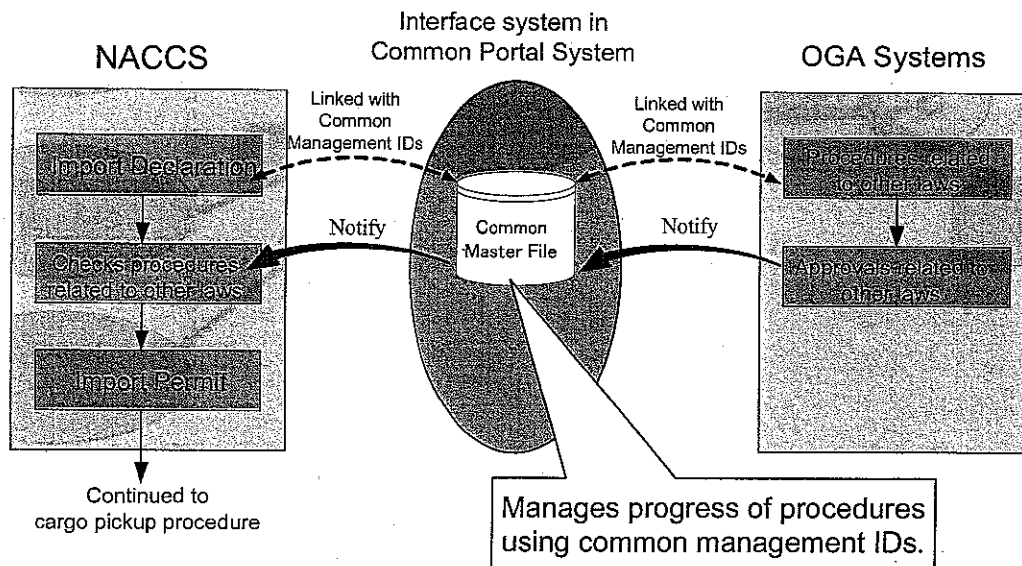 Interface system in
Common Portal System
NACCS
OGA Systems
Linked with
Common
Management IDs
Linked with
Common
Management IDs
Import Declaration
Procedures related
to other laws
Common
Master File
Notify
Notify
Checks procedures
related to other laws
Approvals related to
other laws
Import Permit
Continued to
cargo pickup procedure
Manages progress of procedures
using common management IDs.